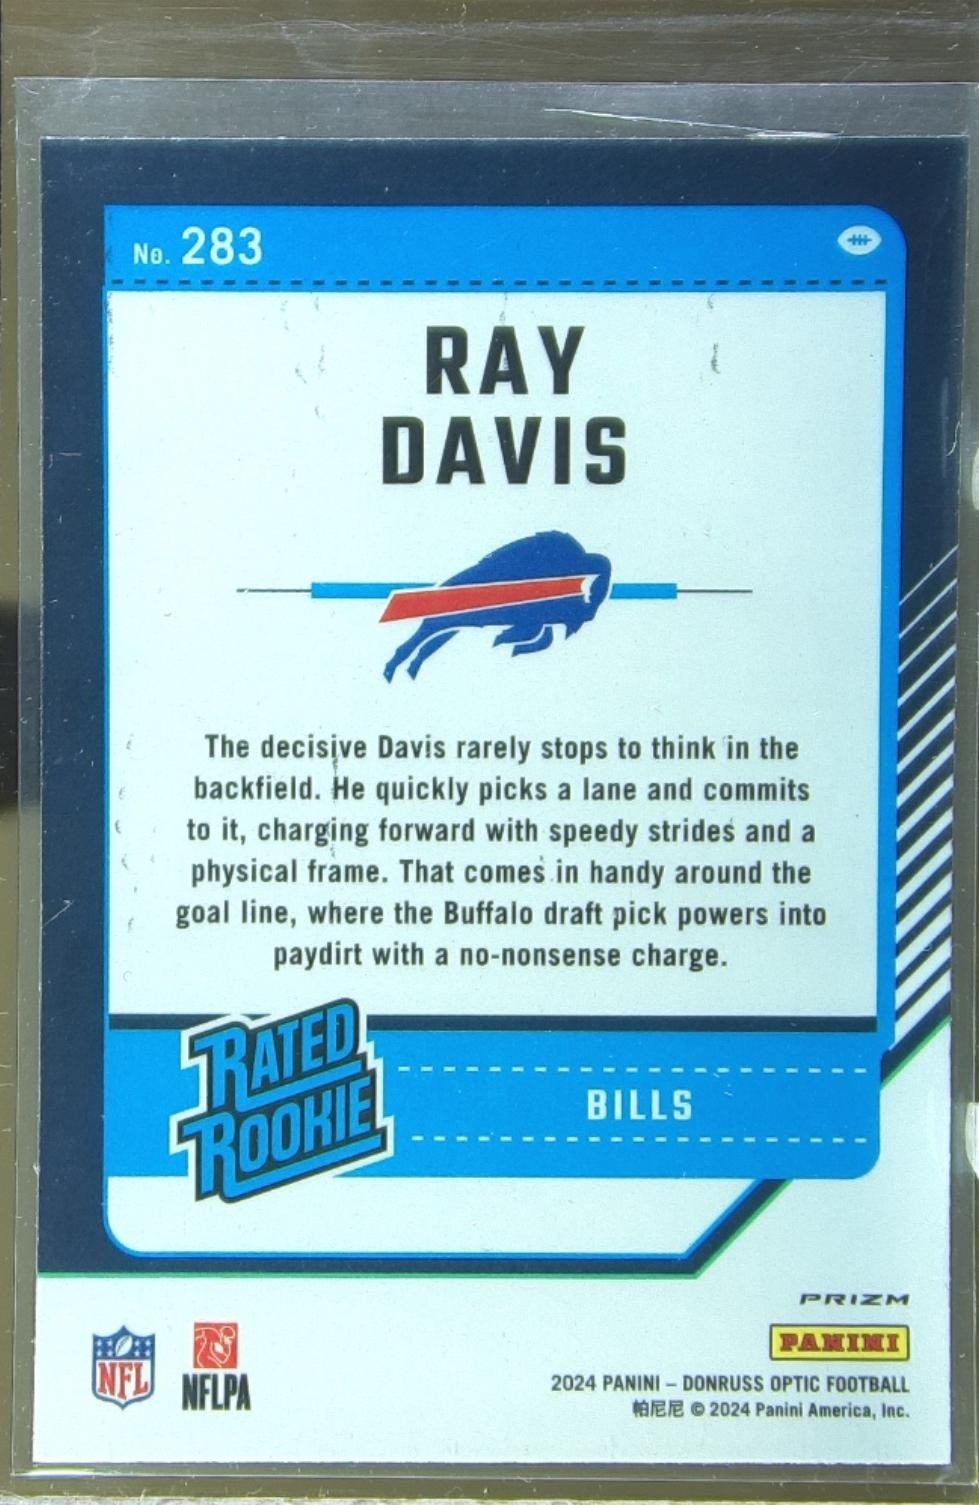 No. 283
RAY
DAVIS
The decisive Davis rarely stops to think in the
backfield. He quickly picks a lane and commits
to it, charging forward with speedy strides and a
physical frame. That comes in handy around the
goal line, where the Buffalo draft pick powers into
paydirt with a no-nonsense charge.
RATED
ROOKIE
BILLS
PRIZM
PANINI
NFL
NFLPA
2024 PANINI – DONRUSS OPTIC FOOTBALL
帕尼尼 © 2024 Panini America, Inc.